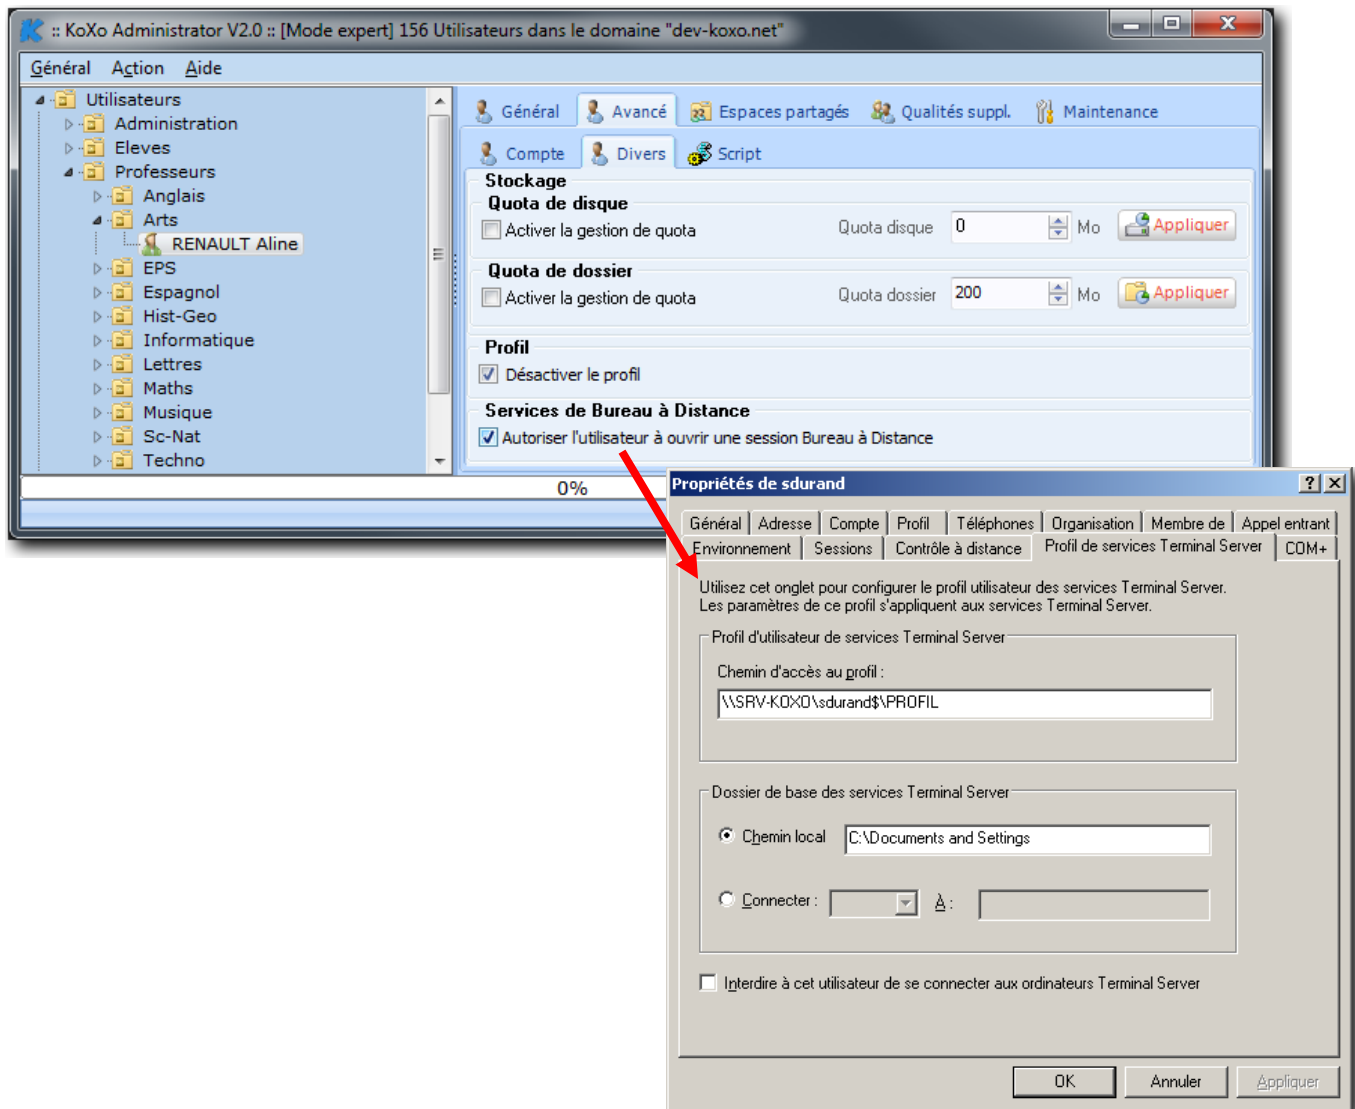 :: KoXo Administrator V2.0 :: [Mode expert] 156 Utilisateurs dans le domaine "dev-koxo.net"
Général Action Aide
Utilisateurs
Administration
Eleves
Professeurs
Anglais
Arts
RENAULT Aline
EPS
Espagnol
Hist-Geo
Informatique
Lettres
Maths
Musique
Sc-Nat
Techno
Général Avancé Espaces partagés Qualités suppl. Maintenance
Compte Divers Script
Stockage
Quota de disque
Activer la gestion de quota Quota disque 0 Mo Appliquer
Quota de dossier
Activer la gestion de quota Quota dossier 200 Mo Appliquer
Profil
Désactiver le profil
Services de Bureau à Distance
Autoriser l'utilisateur à ouvrir une session Bureau à Distance
0%
Propriétés de sdurand
Général Adresse Compte Profil Téléphones Organisation Membre de Appel entrant
Environnement Sessions Contrôle à distance Profil de services Terminal Server COM+
Utilisez cet onglet pour configurer le profil utilisateur des services Terminal Server.
Les paramètres de ce profil s'appliquent aux services Terminal Server.
Profil d'utilisateur de services Terminal Server
Chemin d'accès au profil :
\\SRV-KOXO\sdurand$\PROFIL
Dossier de base des services Terminal Server
Chemin local C:\Documents and Settings
Connecter : À :
Interdire à cet utilisateur de se connecter aux ordinateurs Terminal Server
OK Annuler Appliquer